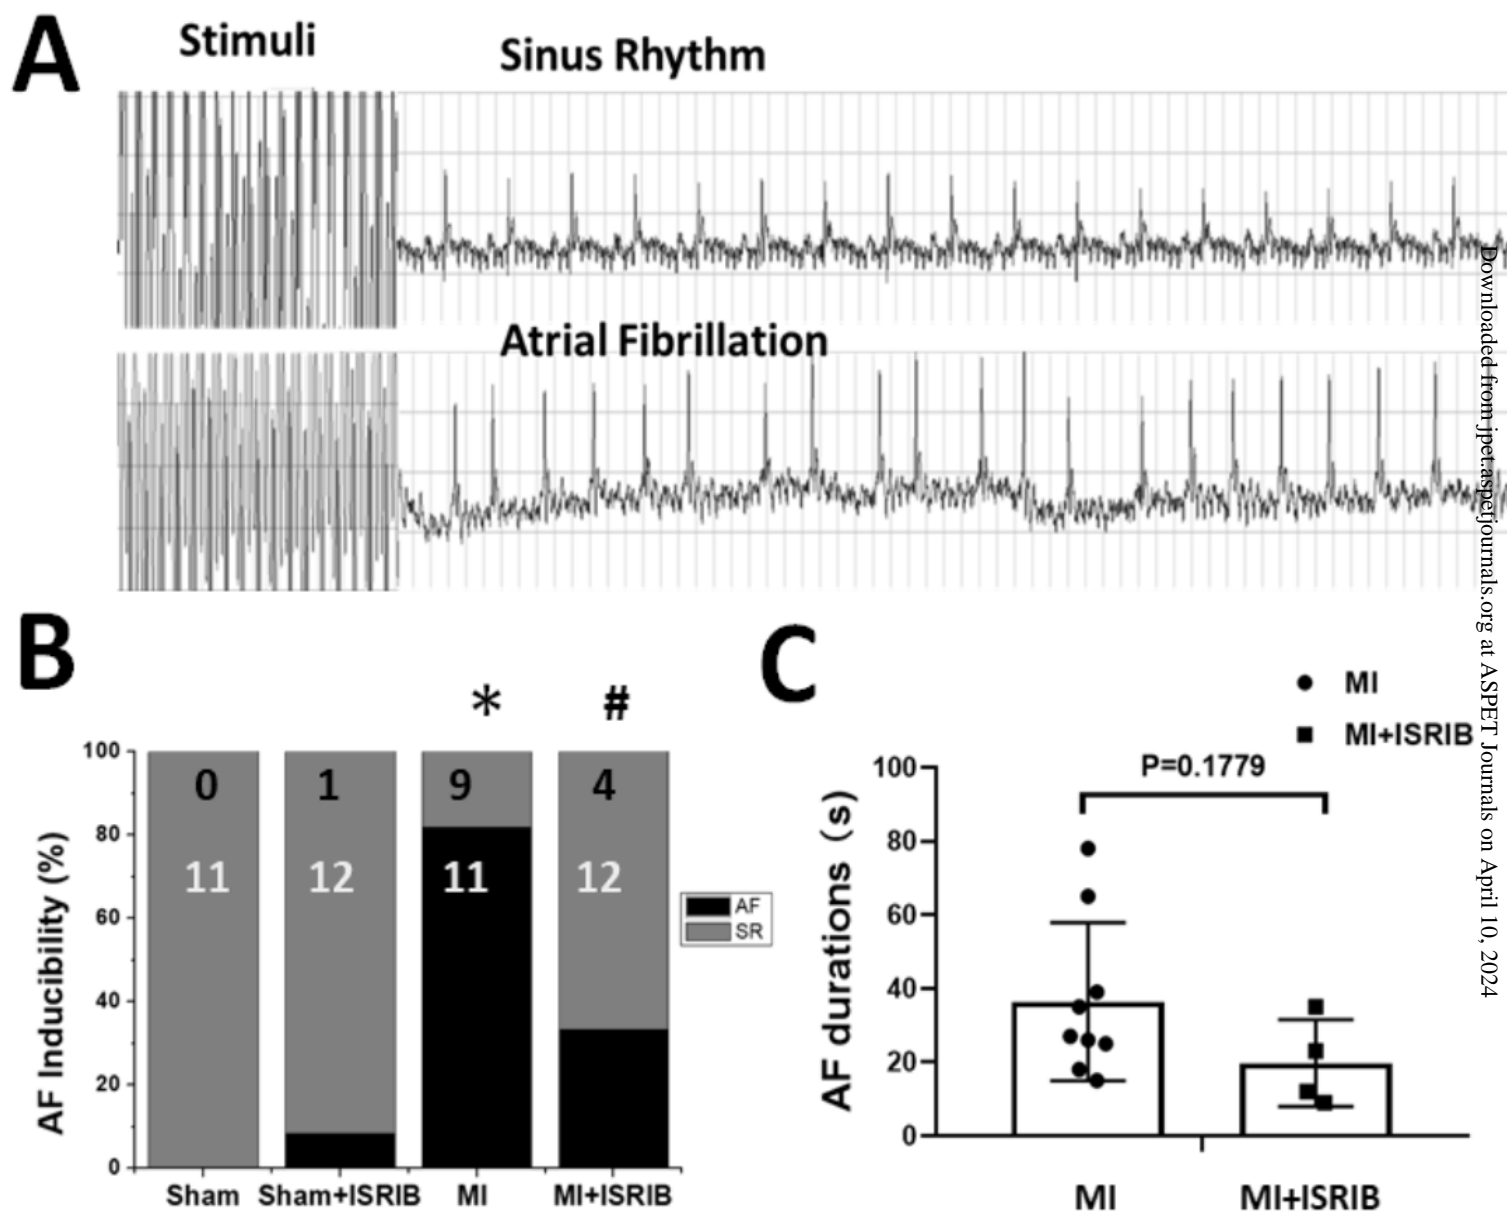 A
Stimuli
Sinus Rhythm
Atrial Fibrillation
B
* #
AF Inducibility (%)
100
80
60
40
20
0
0 1 9 4
11 12 11 12
AF
SR
Sham Sham+ISRIB MI MI+ISRIB
C
MI
MI+ISRIB
P=0.1779
AF durations (s)
100
80
60
40
20
0
MI MI+ISRIB
Downloaded from jpet.aspetjournals.org at ASPET Journals on April 10, 2024